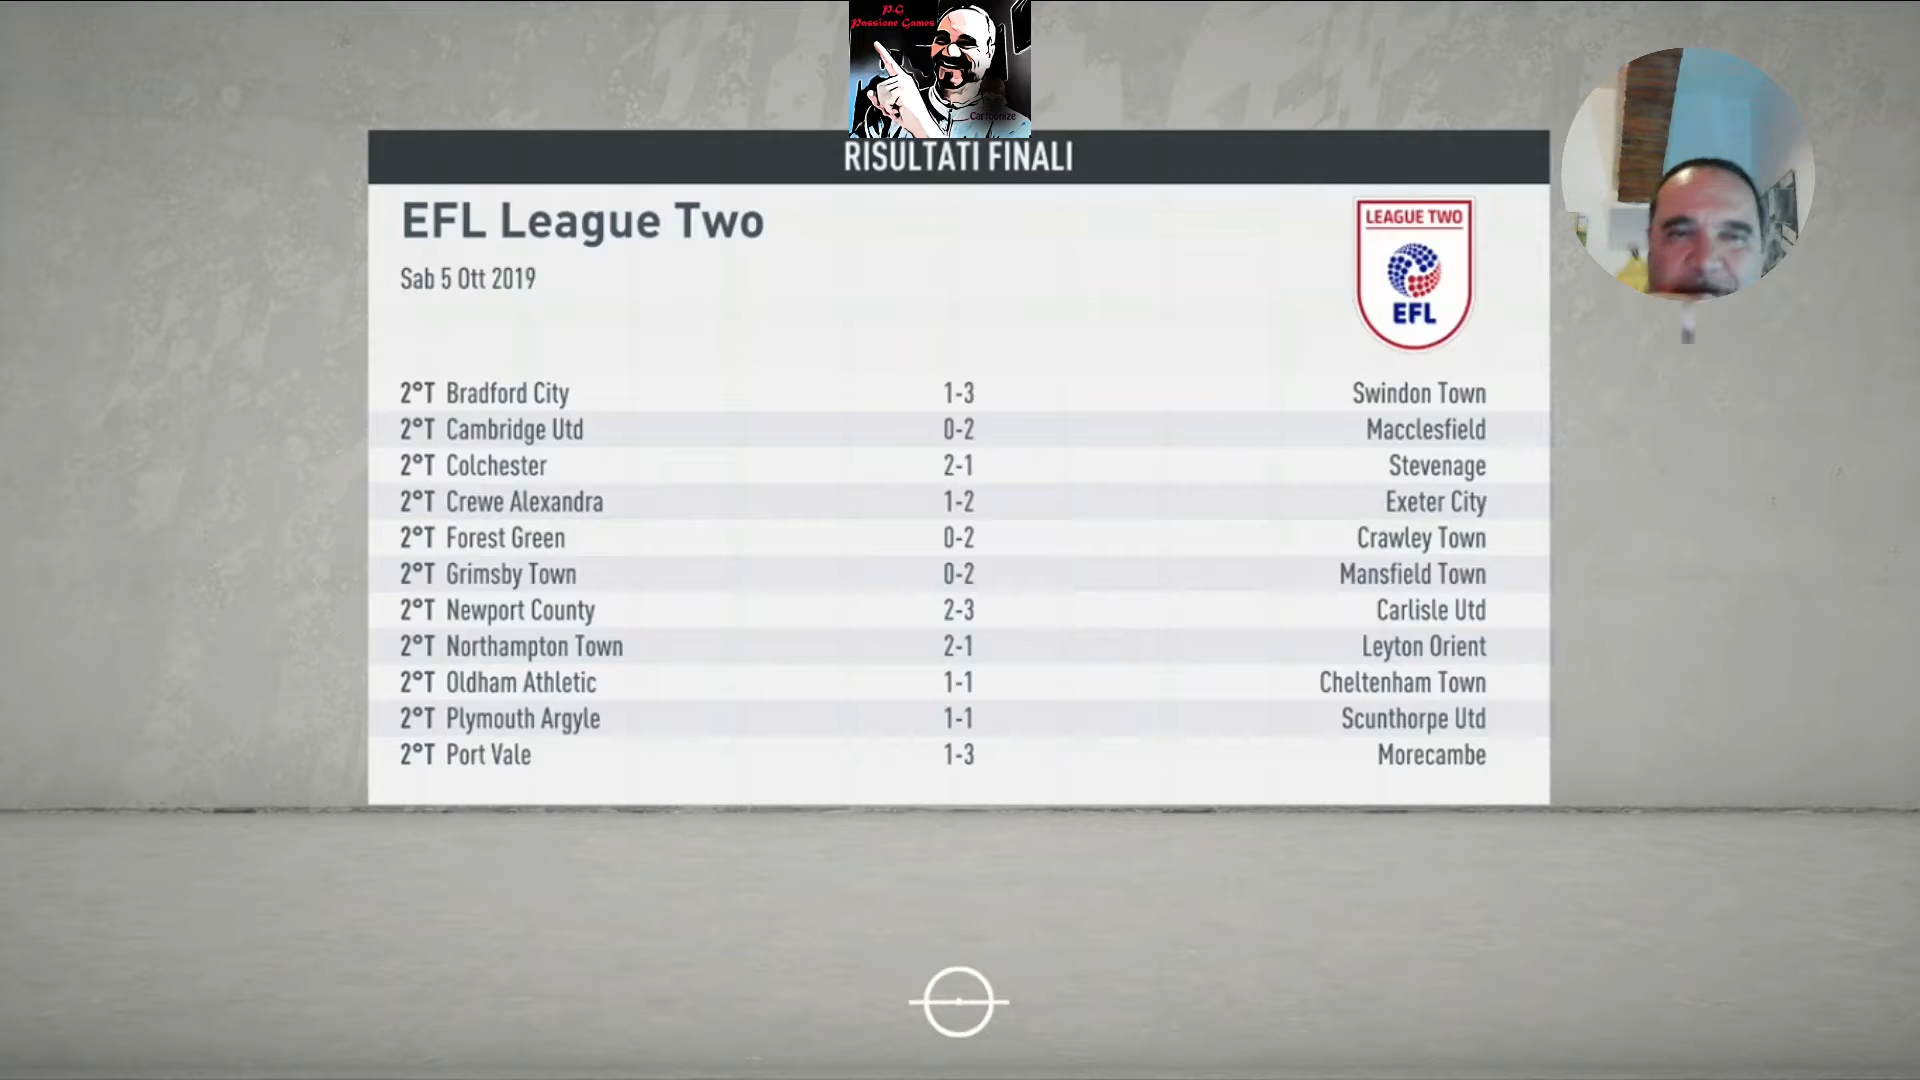 P.C
Passione Games
Cartoonize
RISULTATI FINALI
EFL League Two
Sab 5 Ott 2019
LEAGUE TWO
EFL
2°T Bradford City 1-3 Swindon Town
2°T Cambridge Utd 0-2 Macclesfield
2°T Colchester 2-1 Stevenage
2°T Crewe Alexandra 1-2 Exeter City
2°T Forest Green 0-2 Crawley Town
2°T Grimsby Town 0-2 Mansfield Town
2°T Newport County 2-3 Carlisle Utd
2°T Northampton Town 2-1 Leyton Orient
2°T Oldham Athletic 1-1 Cheltenham Town
2°T Plymouth Argyle 1-1 Scunthorpe Utd
2°T Port Vale 1-3 Morecambe